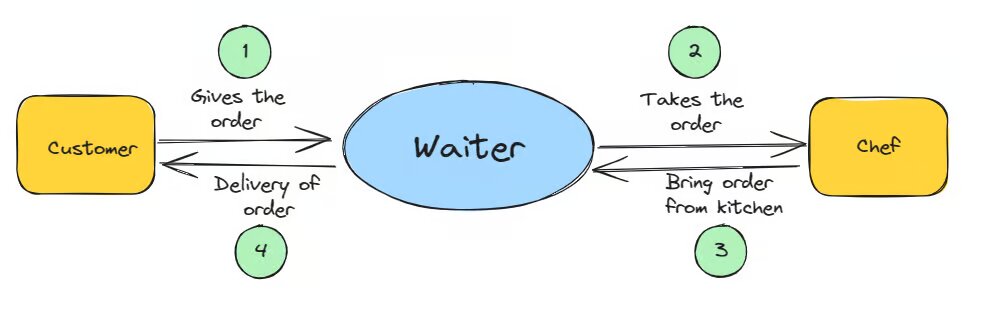 1
Gives the
order
Customer
Delivery of
order
4
Waiter
2
Takes the
order
Chef
Bring order
from kitchen
3